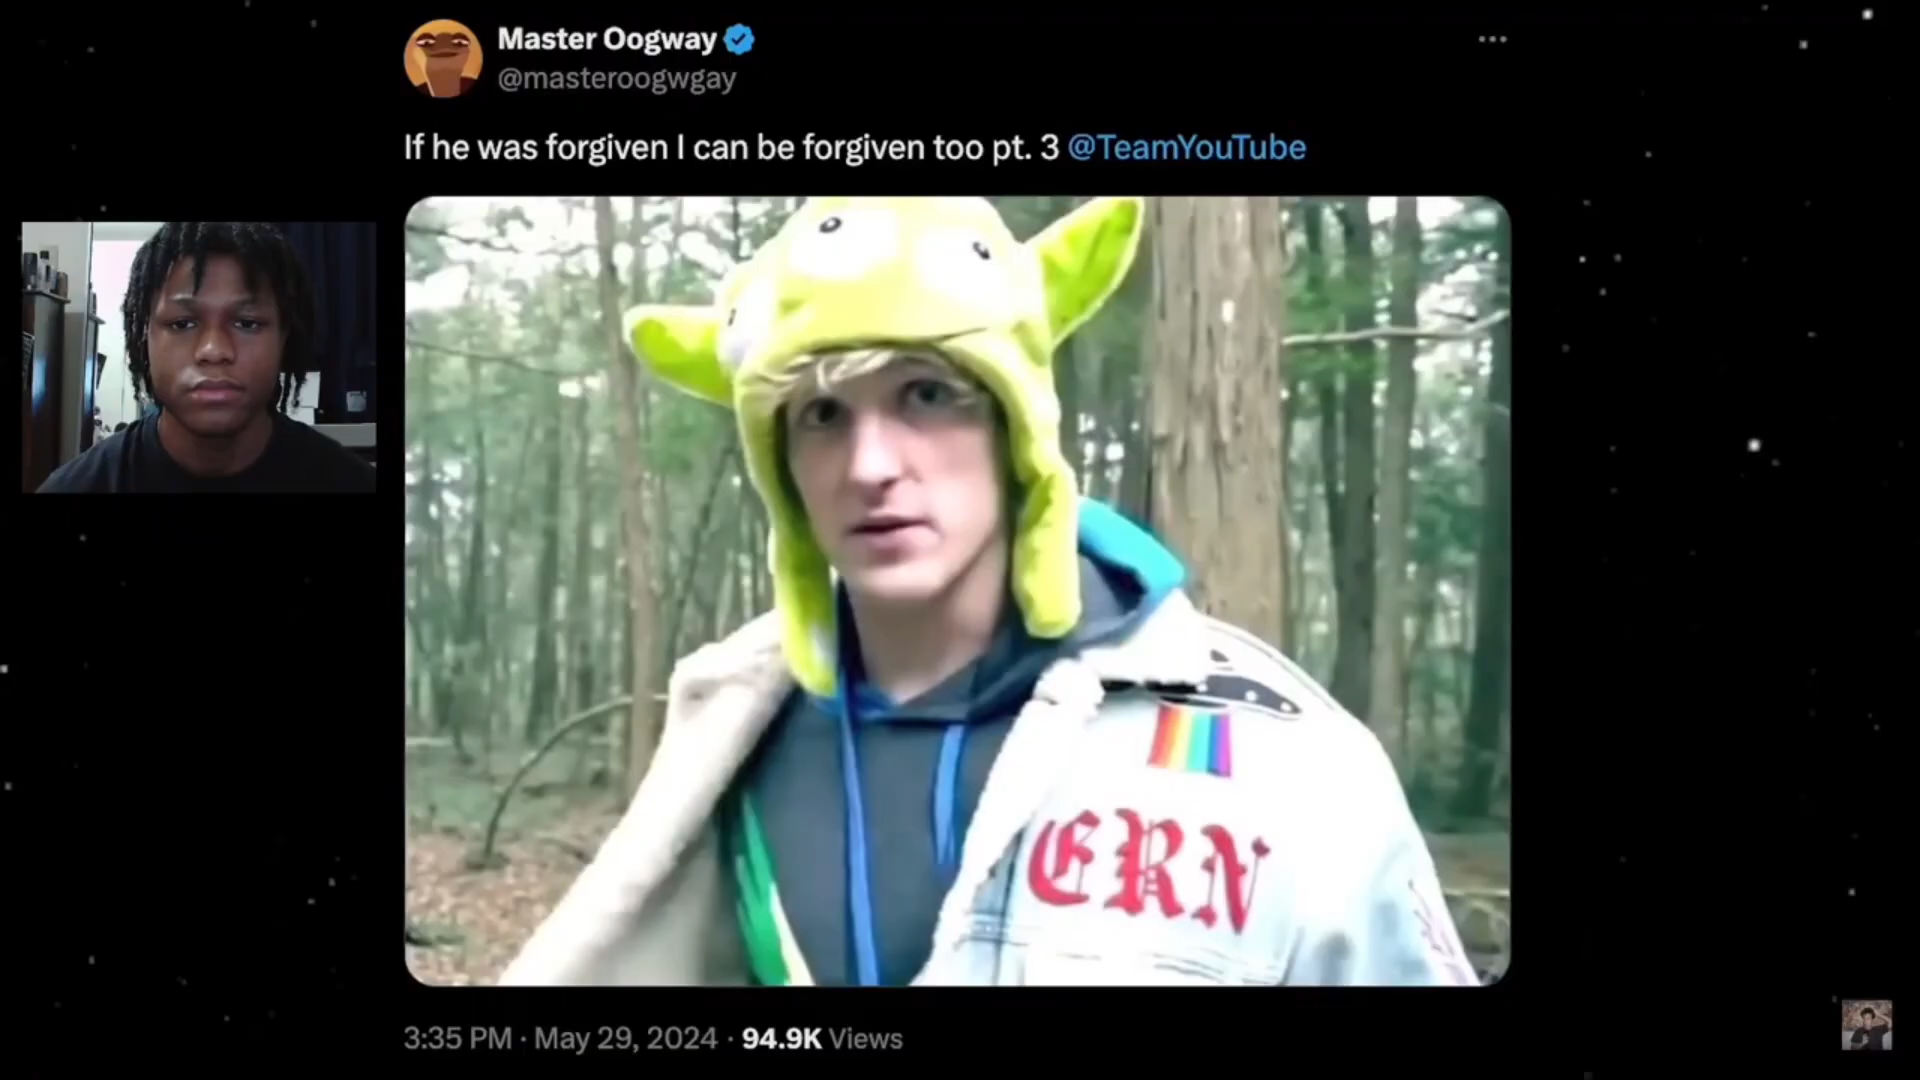 Master Oogway
@masteroogwgay
If he was forgiven I can be forgiven too pt. 3 @TeamYouTube
ERN
3:35 PM · May 29, 2024 · 94.9K Views